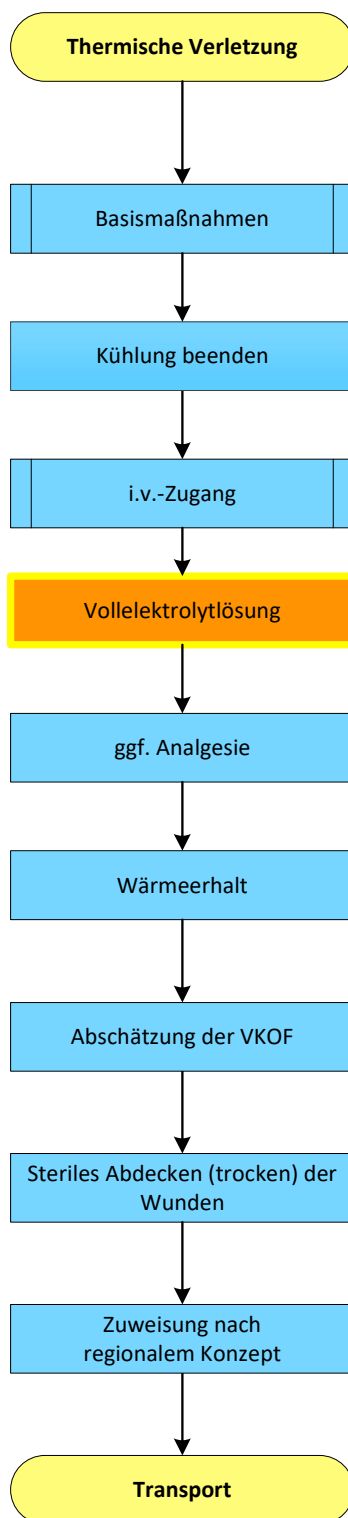 Thermische Verletzung
Basismaßnahmen
Kühlung beenden
i.v.-Zugang
Vollelektrolytlösung
ggf. Analgesie
Wärmeerhalt
Abschätzung der VKOF
Steriles Abdecken (trocken) der
Wunden
Zuweisung nach
regionalem Konzept
Transport